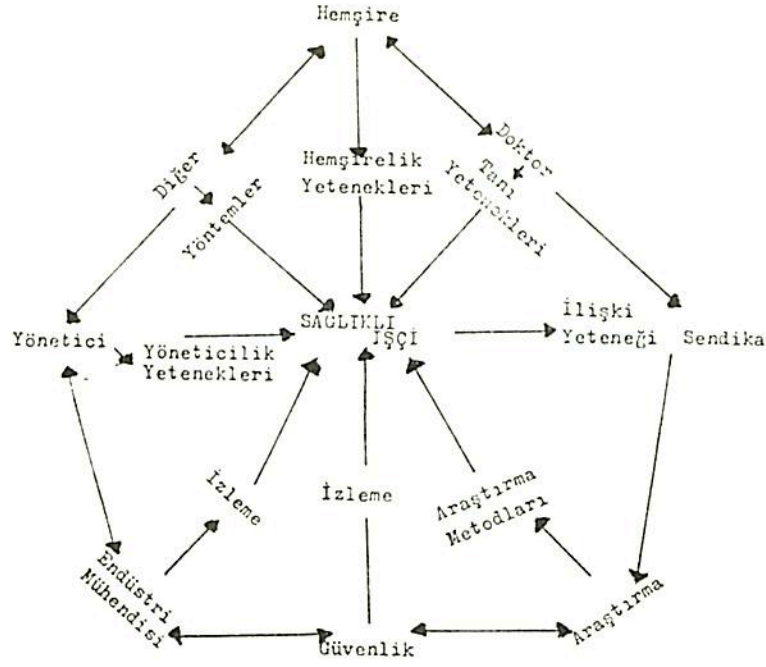 Hemşire
Doktor
Diğer
Hemşirelik
Yetenekleri
Tanı
Yetenekleri
Yöntemler
SAĞLIKLI
İŞÇİ
İlişki
Yeteneği
Sendika
Yönetici
Yöneticilik
Yetenekleri
İzleme
İzleme
Araştırma
Metodları
Endüstri
Mühendisi
Güvenlik
Araştırma